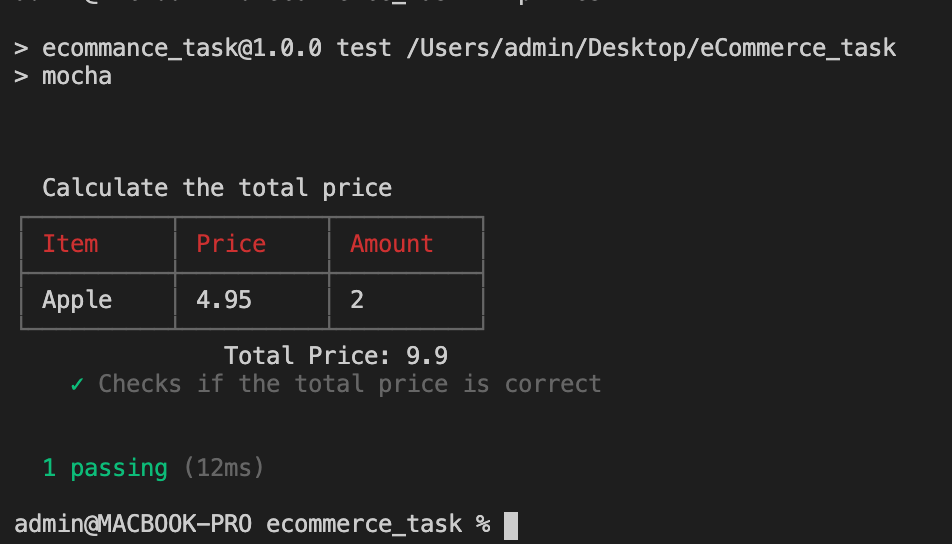 > ecommance_task@1.0.0 test /Users/admin/Desktop/eCommerce_task
> mocha
Calculate the total price
Item Price Amount
Apple 4.95 2
Total Price: 9.9
✓ Checks if the total price is correct
1 passing (12ms)
admin@MACBOOK-PRO ecommerce_task %